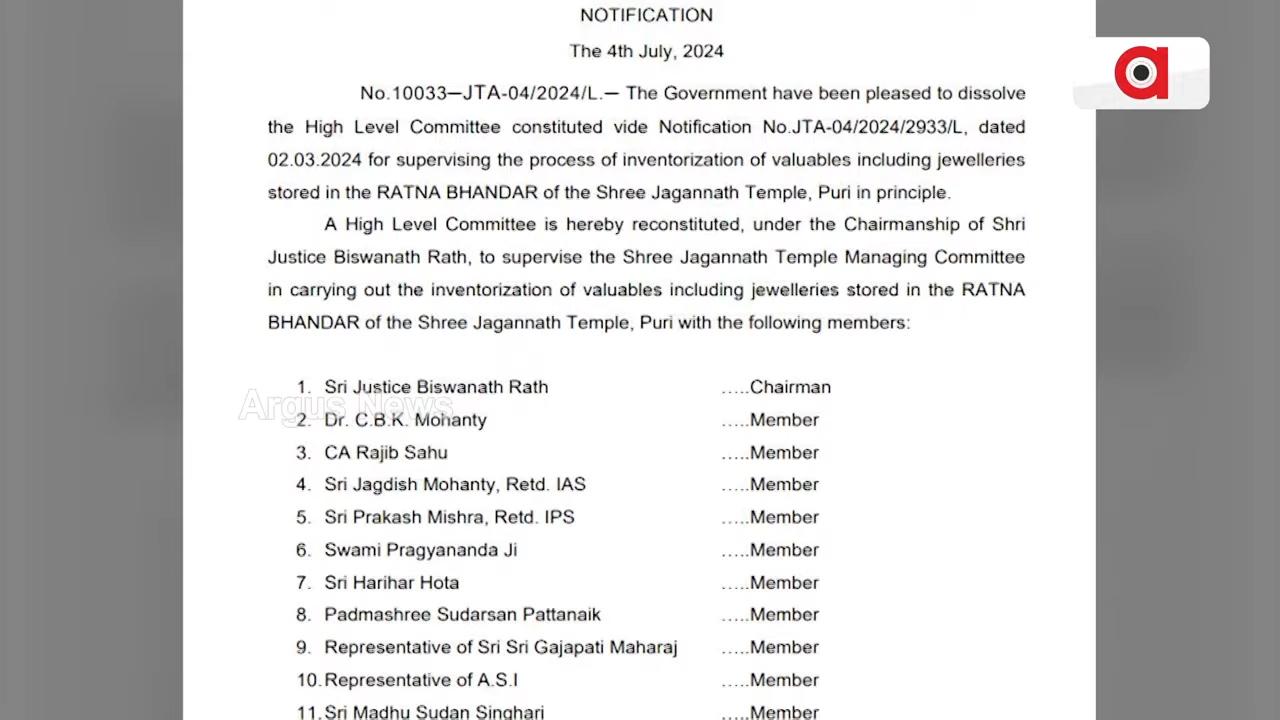 NOTIFICATION
The 4th July, 2024
No.10033—JTA-04/2024/L.— The Government have been pleased to dissolve
the High Level Committee constituted vide Notification No.JTA-04/2024/2933/L, dated
02.03.2024 for supervising the process of inventorization of valuables including jewelleries
stored in the RATNA BHANDAR of the Shree Jagannath Temple, Puri in principle.
A High Level Committee is hereby reconstituted, under the Chairmanship of Shri
Justice Biswanath Rath, to supervise the Shree Jagannath Temple Managing Committee
in carrying out the inventorization of valuables including jewelleries stored in the RATNA
BHANDAR of the Shree Jagannath Temple, Puri with the following members:
1. Sri Justice Biswanath Rath .....Chairman
Argus News
2. Dr. C.B.K. Mohanty .....Member
3. CA Rajib Sahu .....Member
4. Sri Jagdish Mohanty, Retd. IAS .....Member
5. Sri Prakash Mishra, Retd. IPS .....Member
6. Swami Pragyananda Ji .....Member
7. Sri Harihar Hota .....Member
8. Padmashree Sudarsan Pattanaik .....Member
9. Representative of Sri Sri Gajapati Maharaj .....Member
10. Representative of A.S.I .....Member
11. Sri Madhu Sudan Singhari .....Member